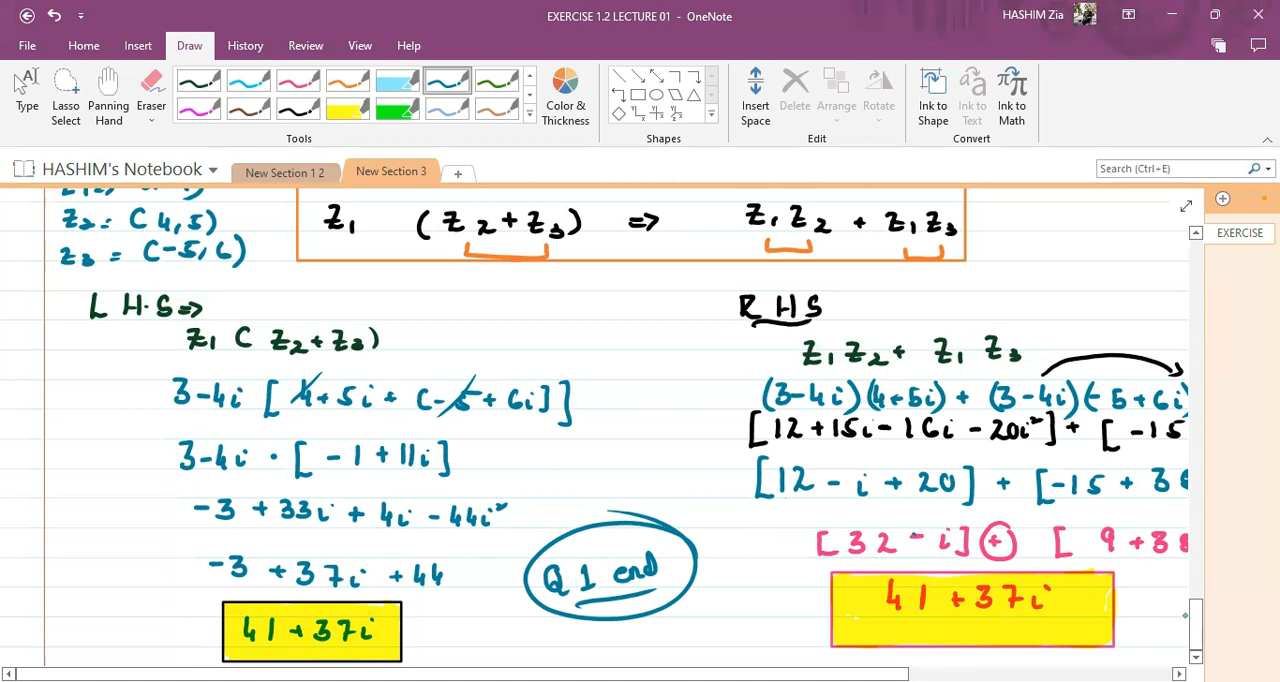 EXERCISE 1.2 LECTURE 01 - OneNote
HASHIM Zia
File Home Insert Draw History Review View Help
Type Lasso Select Panning Hand Eraser Color & Thickness Insert Space Delete Arrange Rotate Ink to Shape Ink to Text Ink to Math
Tools Shapes Edit Convert
HASHIM's Notebook New Section 1 2 New Section 3 Search (Ctrl+E)
EXERCISE
z2 = (4,5)
z3 = (-5,6)
z1 (z2+z3) => z1z2 + z1z3
L H·S =>
z1 ( z2+z3)
3-4i [ 4+5i + (-5+6i]]
3-4i · [ -1 + 11i]
-3 + 33i + 4i - 44i²
-3 + 37i + 44
41+37i
Q 1 end
R H S
z1z2 + z1 z3
(3-4i)(4+5i) + (3-4i)(-5+6i)
[12+15i-16i-20i²] + [-15
[12 - i + 20] + [-15 + 38
[32 - i] + [ 9+38
41+37i